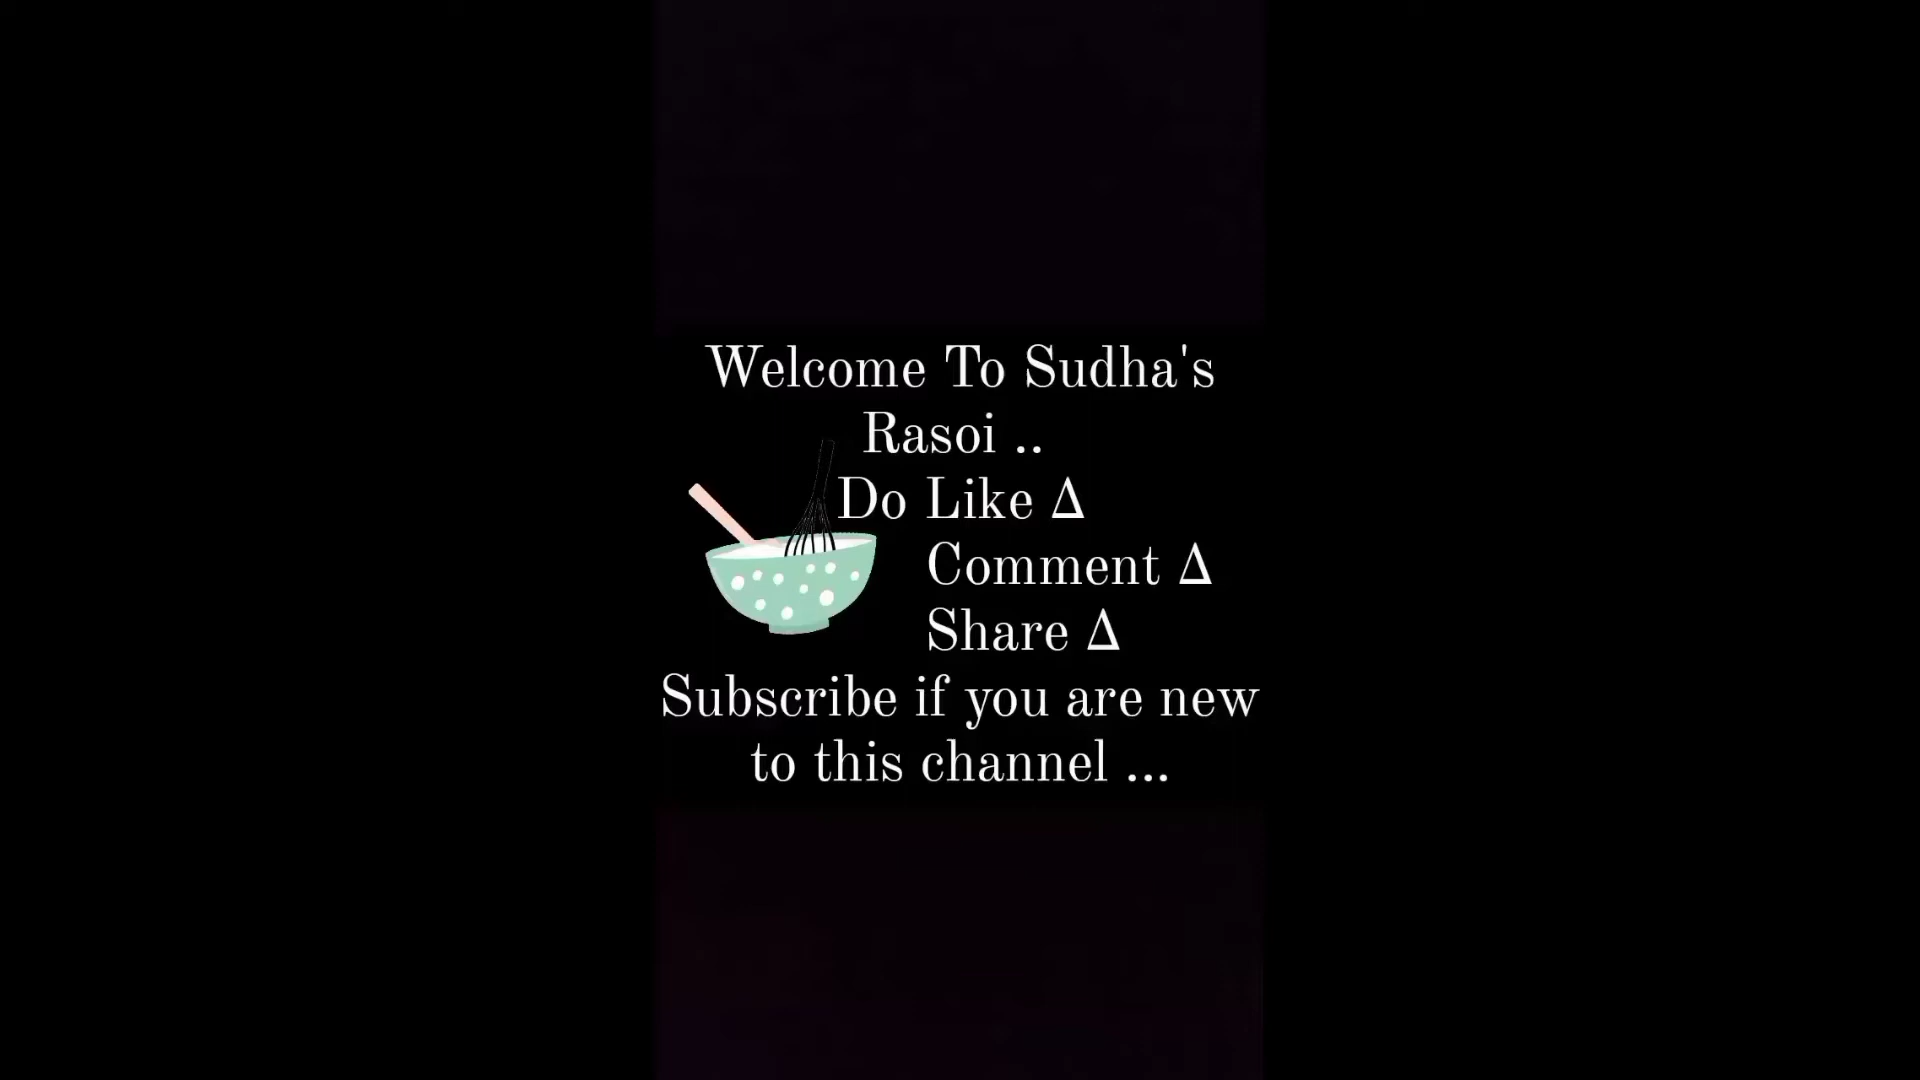 Welcome To Sudha's
Rasoi ..
Do Like Δ
Comment Δ
Share Δ
Subscribe if you are new
to this channel ...